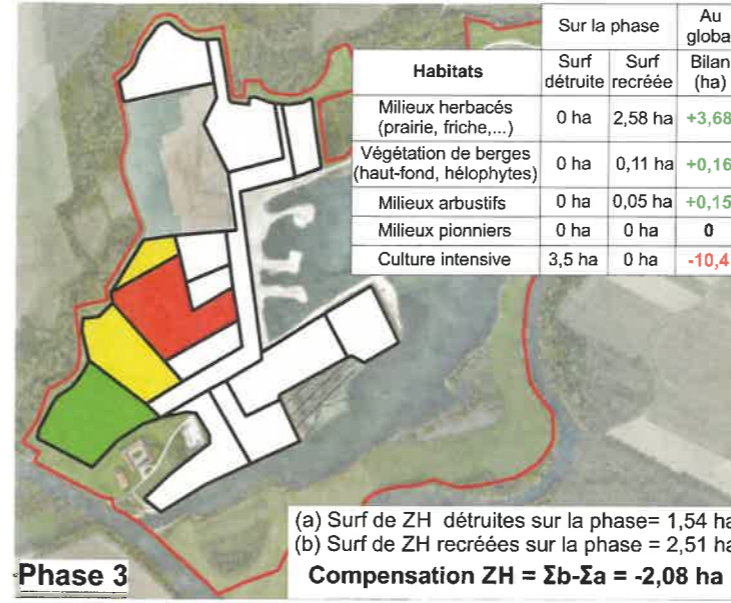 Sur la phase Au
globa
Habitats Surf Surf Bilan
détruite recréée (ha)
Milieux herbacés
(prairie, friche,...) 0 ha 2,58 ha +3,68
Végétation de berges
(haut-fond, hélophytes) 0 ha 0,11 ha +0,16
Milieux arbustifs 0 ha 0,05 ha +0,15
Milieux pionniers 0 ha 0 ha 0
Culture intensive 3,5 ha 0 ha -10,4
(a) Surf de ZH détruites sur la phase= 1,54 ha
(b) Surf de ZH recréées sur la phase = 2,51 ha
Phase 3 Compensation ZH = Σb-Σa = -2,08 ha